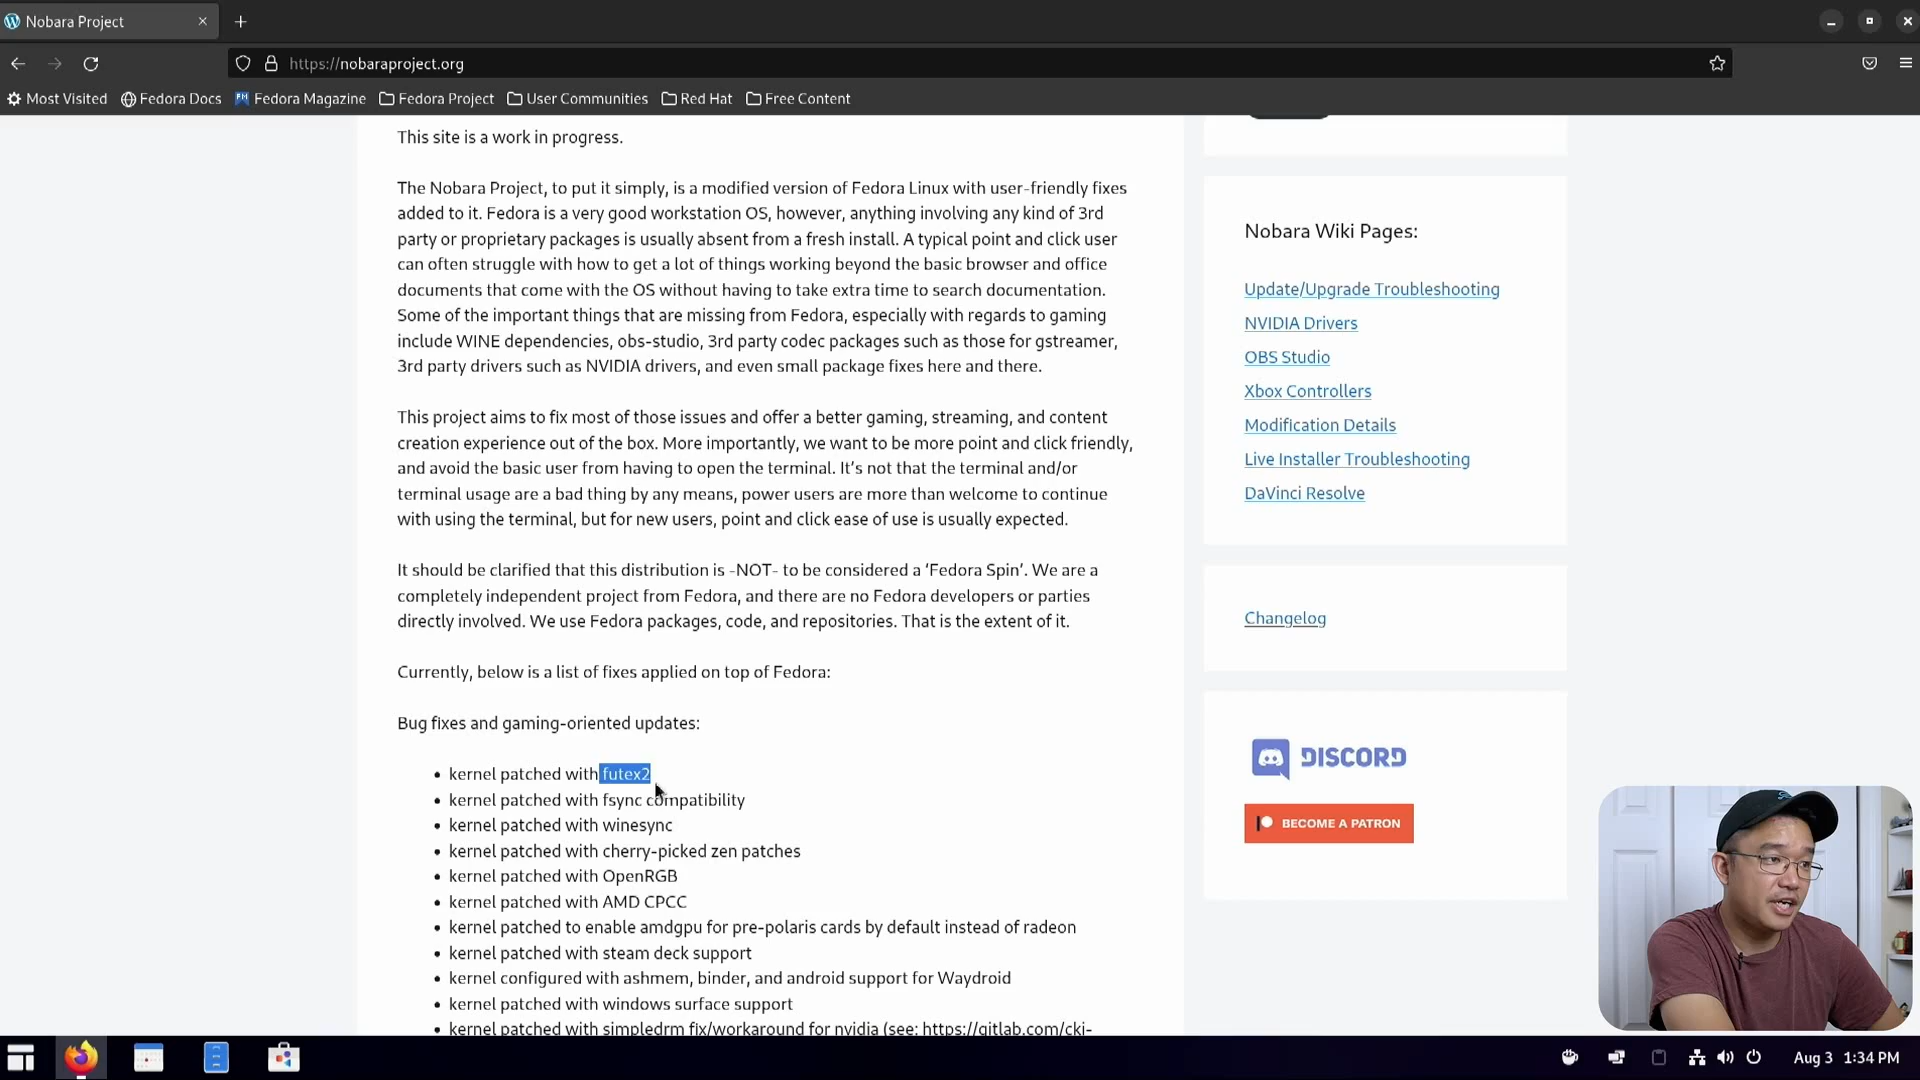 Nobara Project
https://nobaraproject.org
Most Visited
Fedora Docs
Fedora Magazine
Fedora Project
User Communities
Red Hat
Free Content
This site is a work in progress.
The Nobara Project, to put it simply, is a modified version of Fedora Linux with user-friendly fixes
added to it. Fedora is a very good workstation OS, however, anything involving any kind of 3rd
party or proprietary packages is usually absent from a fresh install. A typical point and click user
can often struggle with how to get a lot of things working beyond the basic browser and office
documents that come with the OS without having to take extra time to search documentation.
Some of the important things that are missing from Fedora, especially with regards to gaming
include WINE dependencies, obs-studio, 3rd party codec packages such as those for gstreamer,
3rd party drivers such as NVIDIA drivers, and even small package fixes here and there.
This project aims to fix most of those issues and offer a better gaming, streaming, and content
creation experience out of the box. More importantly, we want to be more point and click friendly,
and avoid the basic user from having to open the terminal. It’s not that the terminal and/or
terminal usage are a bad thing by any means, power users are more than welcome to continue
with using the terminal, but for new users, point and click ease of use is usually expected.
It should be clarified that this distribution is -NOT- to be considered a ‘Fedora Spin’. We are a
completely independent project from Fedora, and there are no Fedora developers or parties
directly involved. We use Fedora packages, code, and repositories. That is the extent of it.
Currently, below is a list of fixes applied on top of Fedora:
Bug fixes and gaming-oriented updates:
• kernel patched with futex2
• kernel patched with fsync compatibility
• kernel patched with winesync
• kernel patched with cherry-picked zen patches
• kernel patched with OpenRGB
• kernel patched with AMD CPCC
• kernel patched to enable amdgpu for pre-polaris cards by default instead of radeon
• kernel patched with steam deck support
• kernel configured with ashmem, binder, and android support for Waydroid
• kernel patched with windows surface support
• kernel patched with simpledrm fix/workaround for nvidia (see: https://gitlab.com/cki-
Nobara Wiki Pages:
Update/Upgrade Troubleshooting
NVIDIA Drivers
OBS Studio
Xbox Controllers
Modification Details
Live Installer Troubleshooting
DaVinci Resolve
Changelog
DISCORD
BECOME A PATRON
Aug 3 1:34 PM